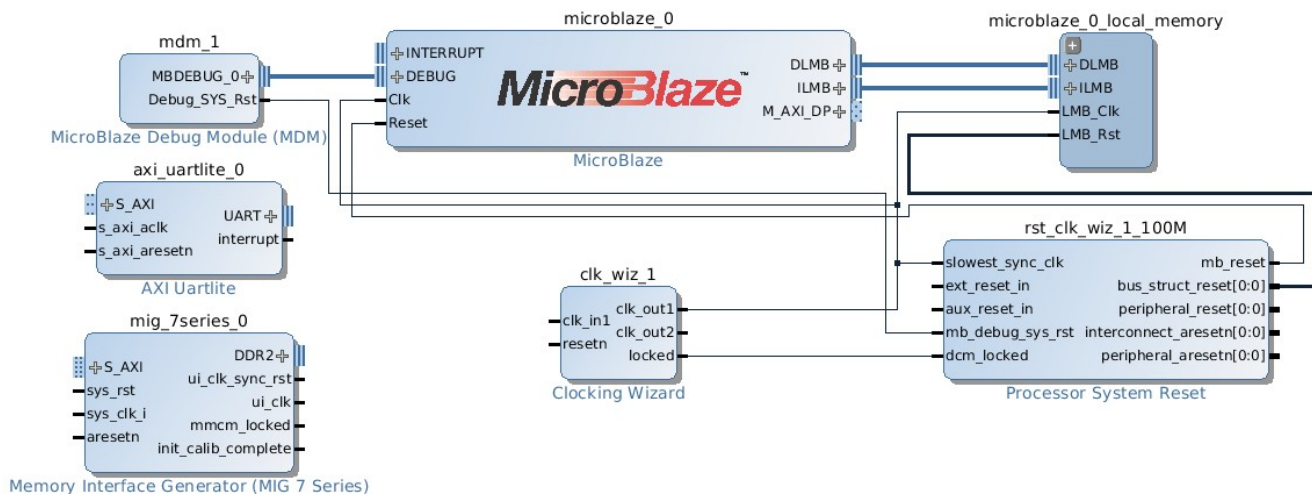 mdm_1
MBDEBUG_0
Debug_SYS_Rst
MicroBlaze Debug Module (MDM)
microblaze_0
INTERRUPT
DEBUG
Clk
Reset
MicroBlaze™
DLMB
ILMB
M_AXI_DP
MicroBlaze
microblaze_0_local_memory
DLMB
ILMB
LMB_Clk
LMB_Rst
axi_uartlite_0
S_AXI
s_axi_aclk
s_axi_aresetn
UART
interrupt
AXI Uartlite
mig_7series_0
S_AXI
sys_rst
sys_clk_i
aresetn
DDR2
ui_clk_sync_rst
ui_clk
mmcm_locked
init_calib_complete
Memory Interface Generator (MIG 7 Series)
clk_wiz_1
clk_in1
resetn
clk_out1
clk_out2
locked
Clocking Wizard
rst_clk_wiz_1_100M
slowest_sync_clk
ext_reset_in
aux_reset_in
mb_debug_sys_rst
dcm_locked
mb_reset
bus_struct_reset[0:0]
peripheral_reset[0:0]
interconnect_aresetn[0:0]
peripheral_aresetn[0:0]
Processor System Reset